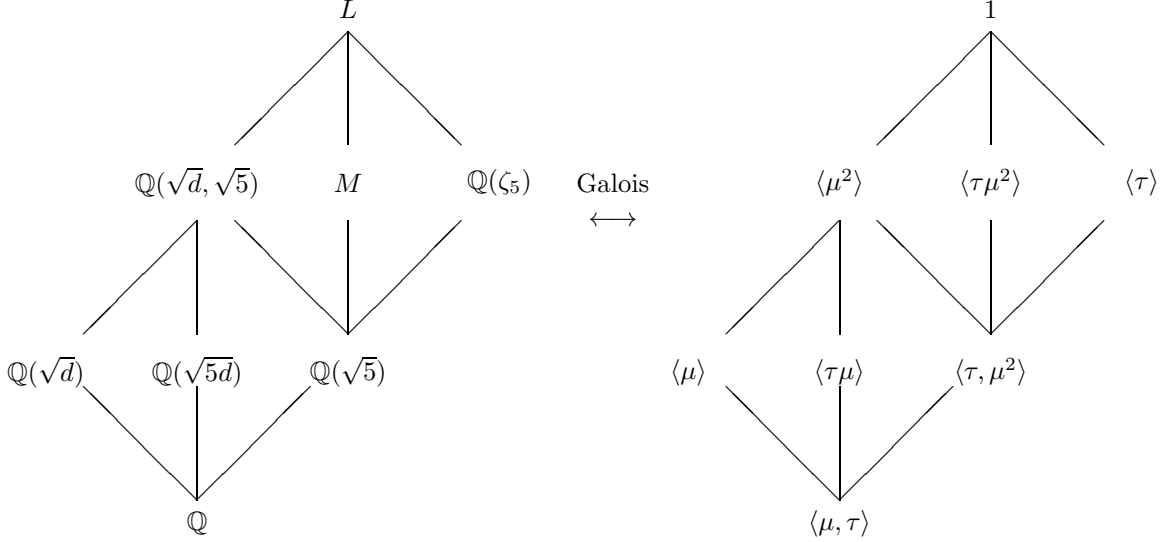 L 1
ℚ(√d, √5) M ℚ(ζ₅) Galois ⟨μ²⟩ ⟨τμ²⟩ ⟨τ⟩
⟷
ℚ(√d) ℚ(√5d) ℚ(√5) ⟨μ⟩ ⟨τμ⟩ ⟨τ, μ²⟩
ℚ ⟨μ, τ⟩